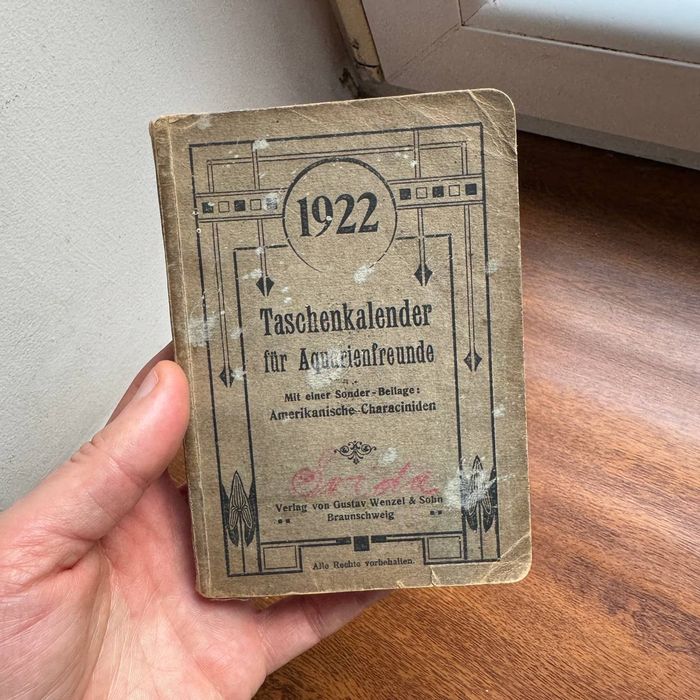 1922
Taschenkalender
für Aquarienfreunde
Mit einer Sonder-Beilage:
Amerikanische Characiniden
Verlag von Gustav Wenzel & Sohn
Braunschweig
Alle Rechte vorbehalten.